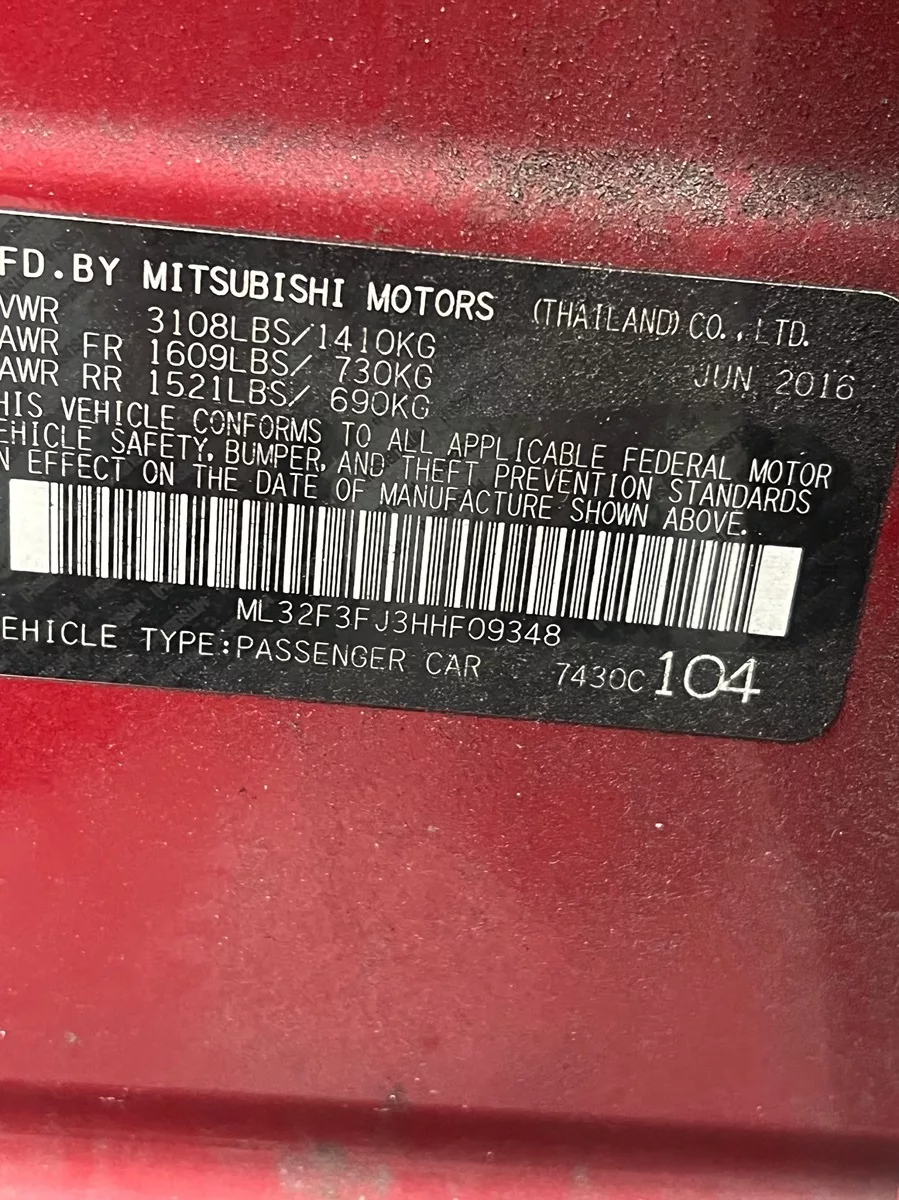 FD.BY MITSUBISHI MOTORS (THAILAND) CO.,LTD.
VWR 3108LBS/1410KG
AWR FR 1609LBS/ 730KG JUN 2016
AWR RR 1521LBS/ 690KG
HIS VEHICLE CONFORMS TO ALL APPLICABLE FEDERAL MOTOR
EHICLE SAFETY, BUMPER, AND THEFT PREVENTION STANDARDS
N EFFECT ON THE DATE OF MANUFACTURE SHOWN ABOVE.
ML32F3FJ3HHF09348
EHICLE TYPE:PASSENGER CAR 7430C 104